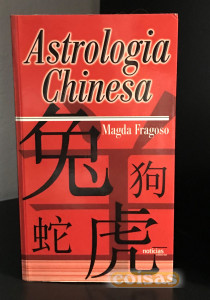 Astrologia
Chinesa
Magda Fragoso
兔
狗
蛇
虎
notícias
coisas